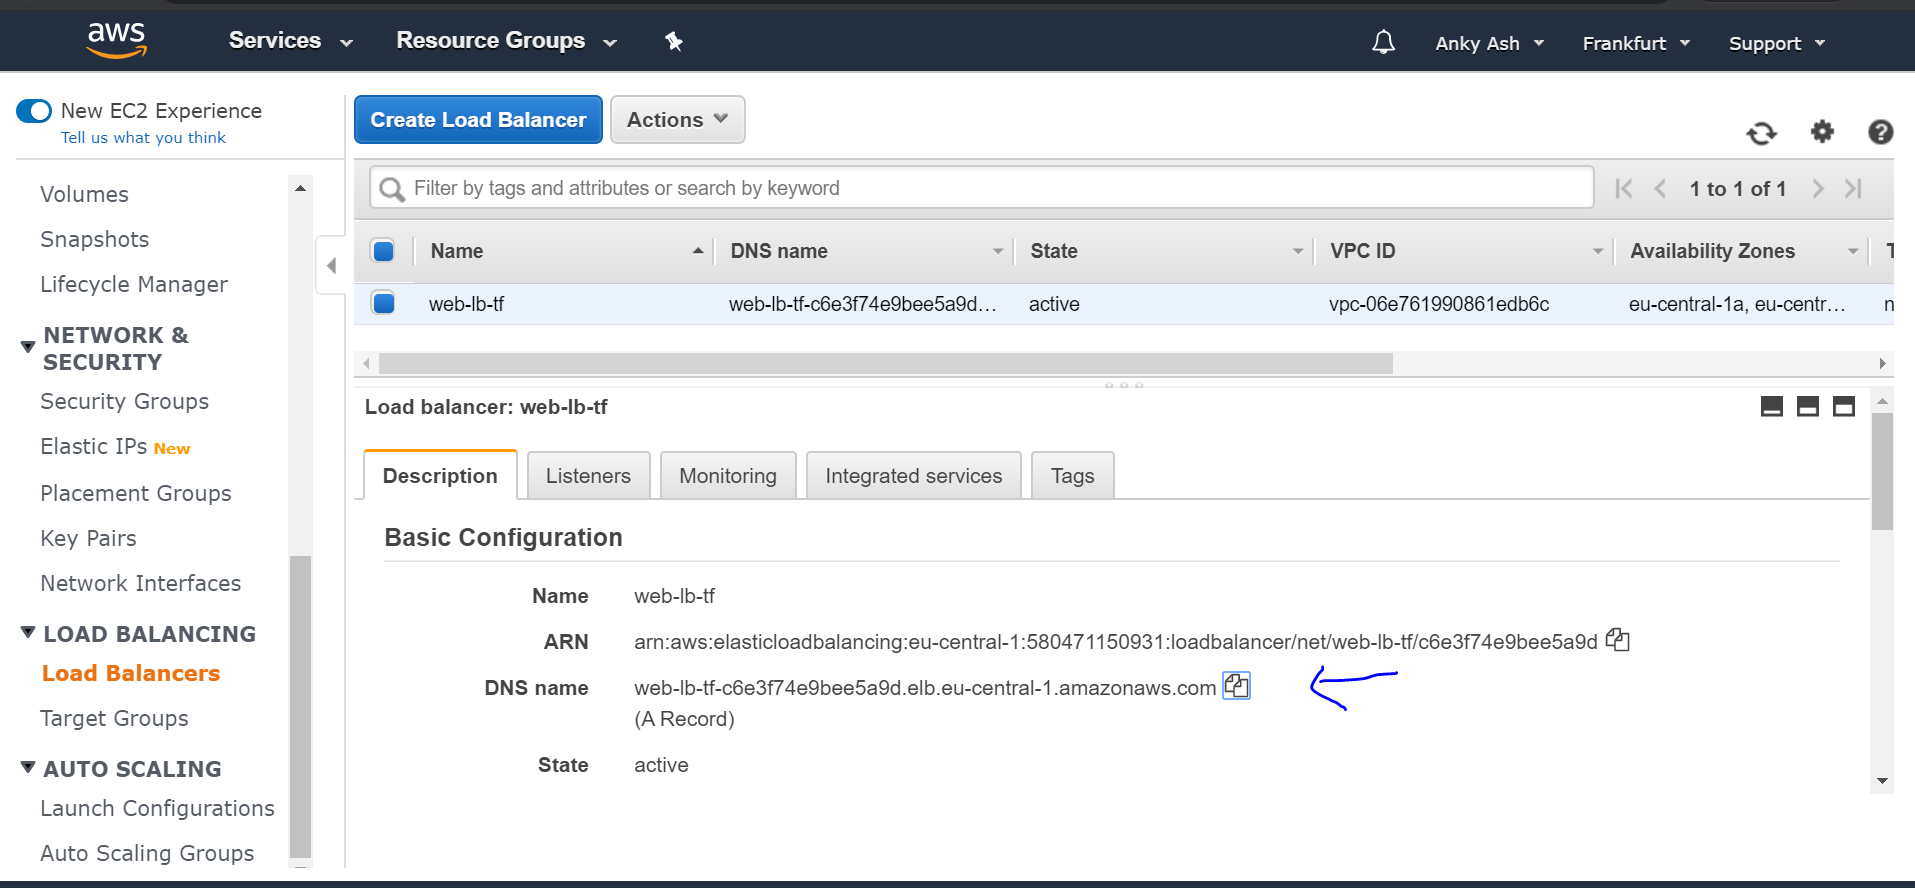 aws Services Resource Groups Anky Ash Frankfurt Support
New EC2 Experience
Tell us what you think
Volumes
Snapshots
Lifecycle Manager
NETWORK &
SECURITY
Security Groups
Elastic IPs New
Placement Groups
Key Pairs
Network Interfaces
LOAD BALANCING
Load Balancers
Target Groups
AUTO SCALING
Launch Configurations
Auto Scaling Groups
Create Load Balancer Actions
Filter by tags and attributes or search by keyword 1 to 1 of 1
Name DNS name State VPC ID Availability Zones T
web-lb-tf web-lb-tf-c6e3f74e9bee5a9d... active vpc-06e761990861edb6c eu-central-1a, eu-centr... n
Load balancer: web-lb-tf
Description Listeners Monitoring Integrated services Tags
Basic Configuration
Name web-lb-tf
ARN arn:aws:elasticloadbalancing:eu-central-1:580471150931:loadbalancer/net/web-lb-tf/c6e3f74e9bee5a9d
DNS name web-lb-tf-c6e3f74e9bee5a9d.elb.eu-central-1.amazonaws.com
(A Record)
State active